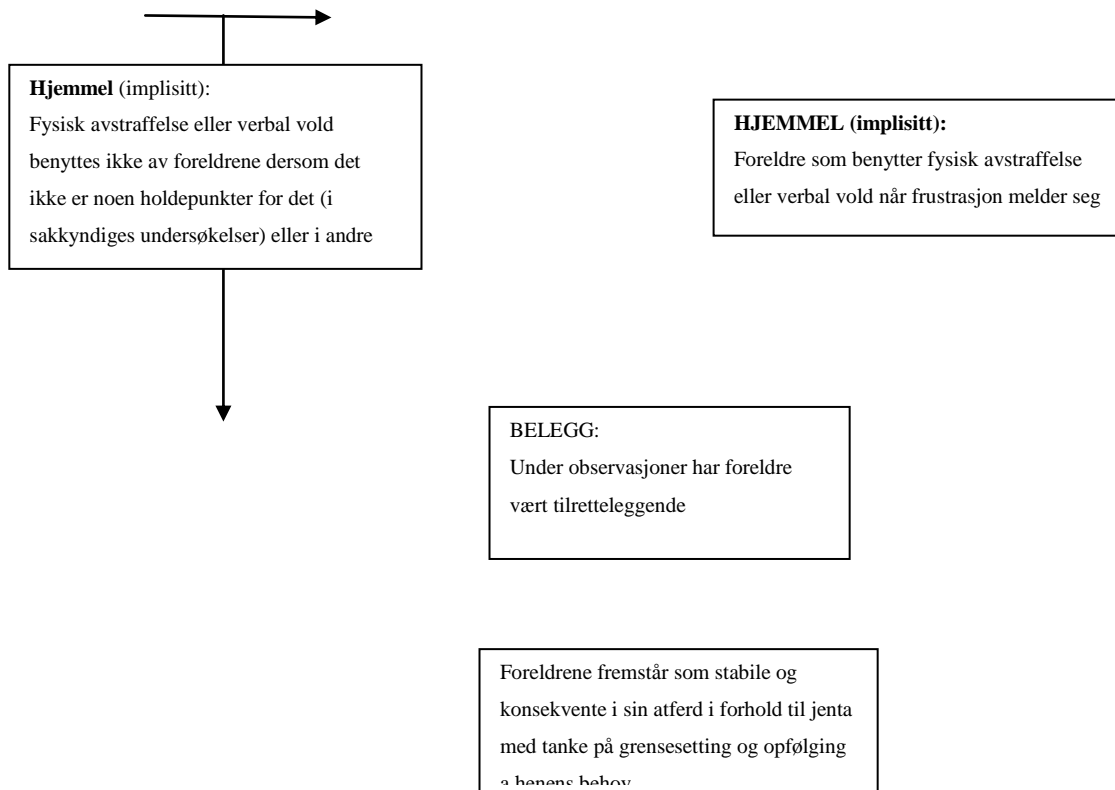 Hjemmel (implisitt):
Fysisk avstraffelse eller verbal vold
benyttes ikke av foreldrene dersom det
ikke er noen holdepunkter for det (i
sakkyndiges undersøkelser) eller i andre
HJEMMEL (implisitt):
Foreldre som benytter fysisk avstraffelse
eller verbal vold når frustrasjon melder seg
BELEGG:
Under observasjoner har foreldre
vært tilretteleggende
Foreldrene fremstår som stabile og
konsekvente i sin atferd i forhold til jenta
med tanke på grensesetting og opfølging
a henens behov